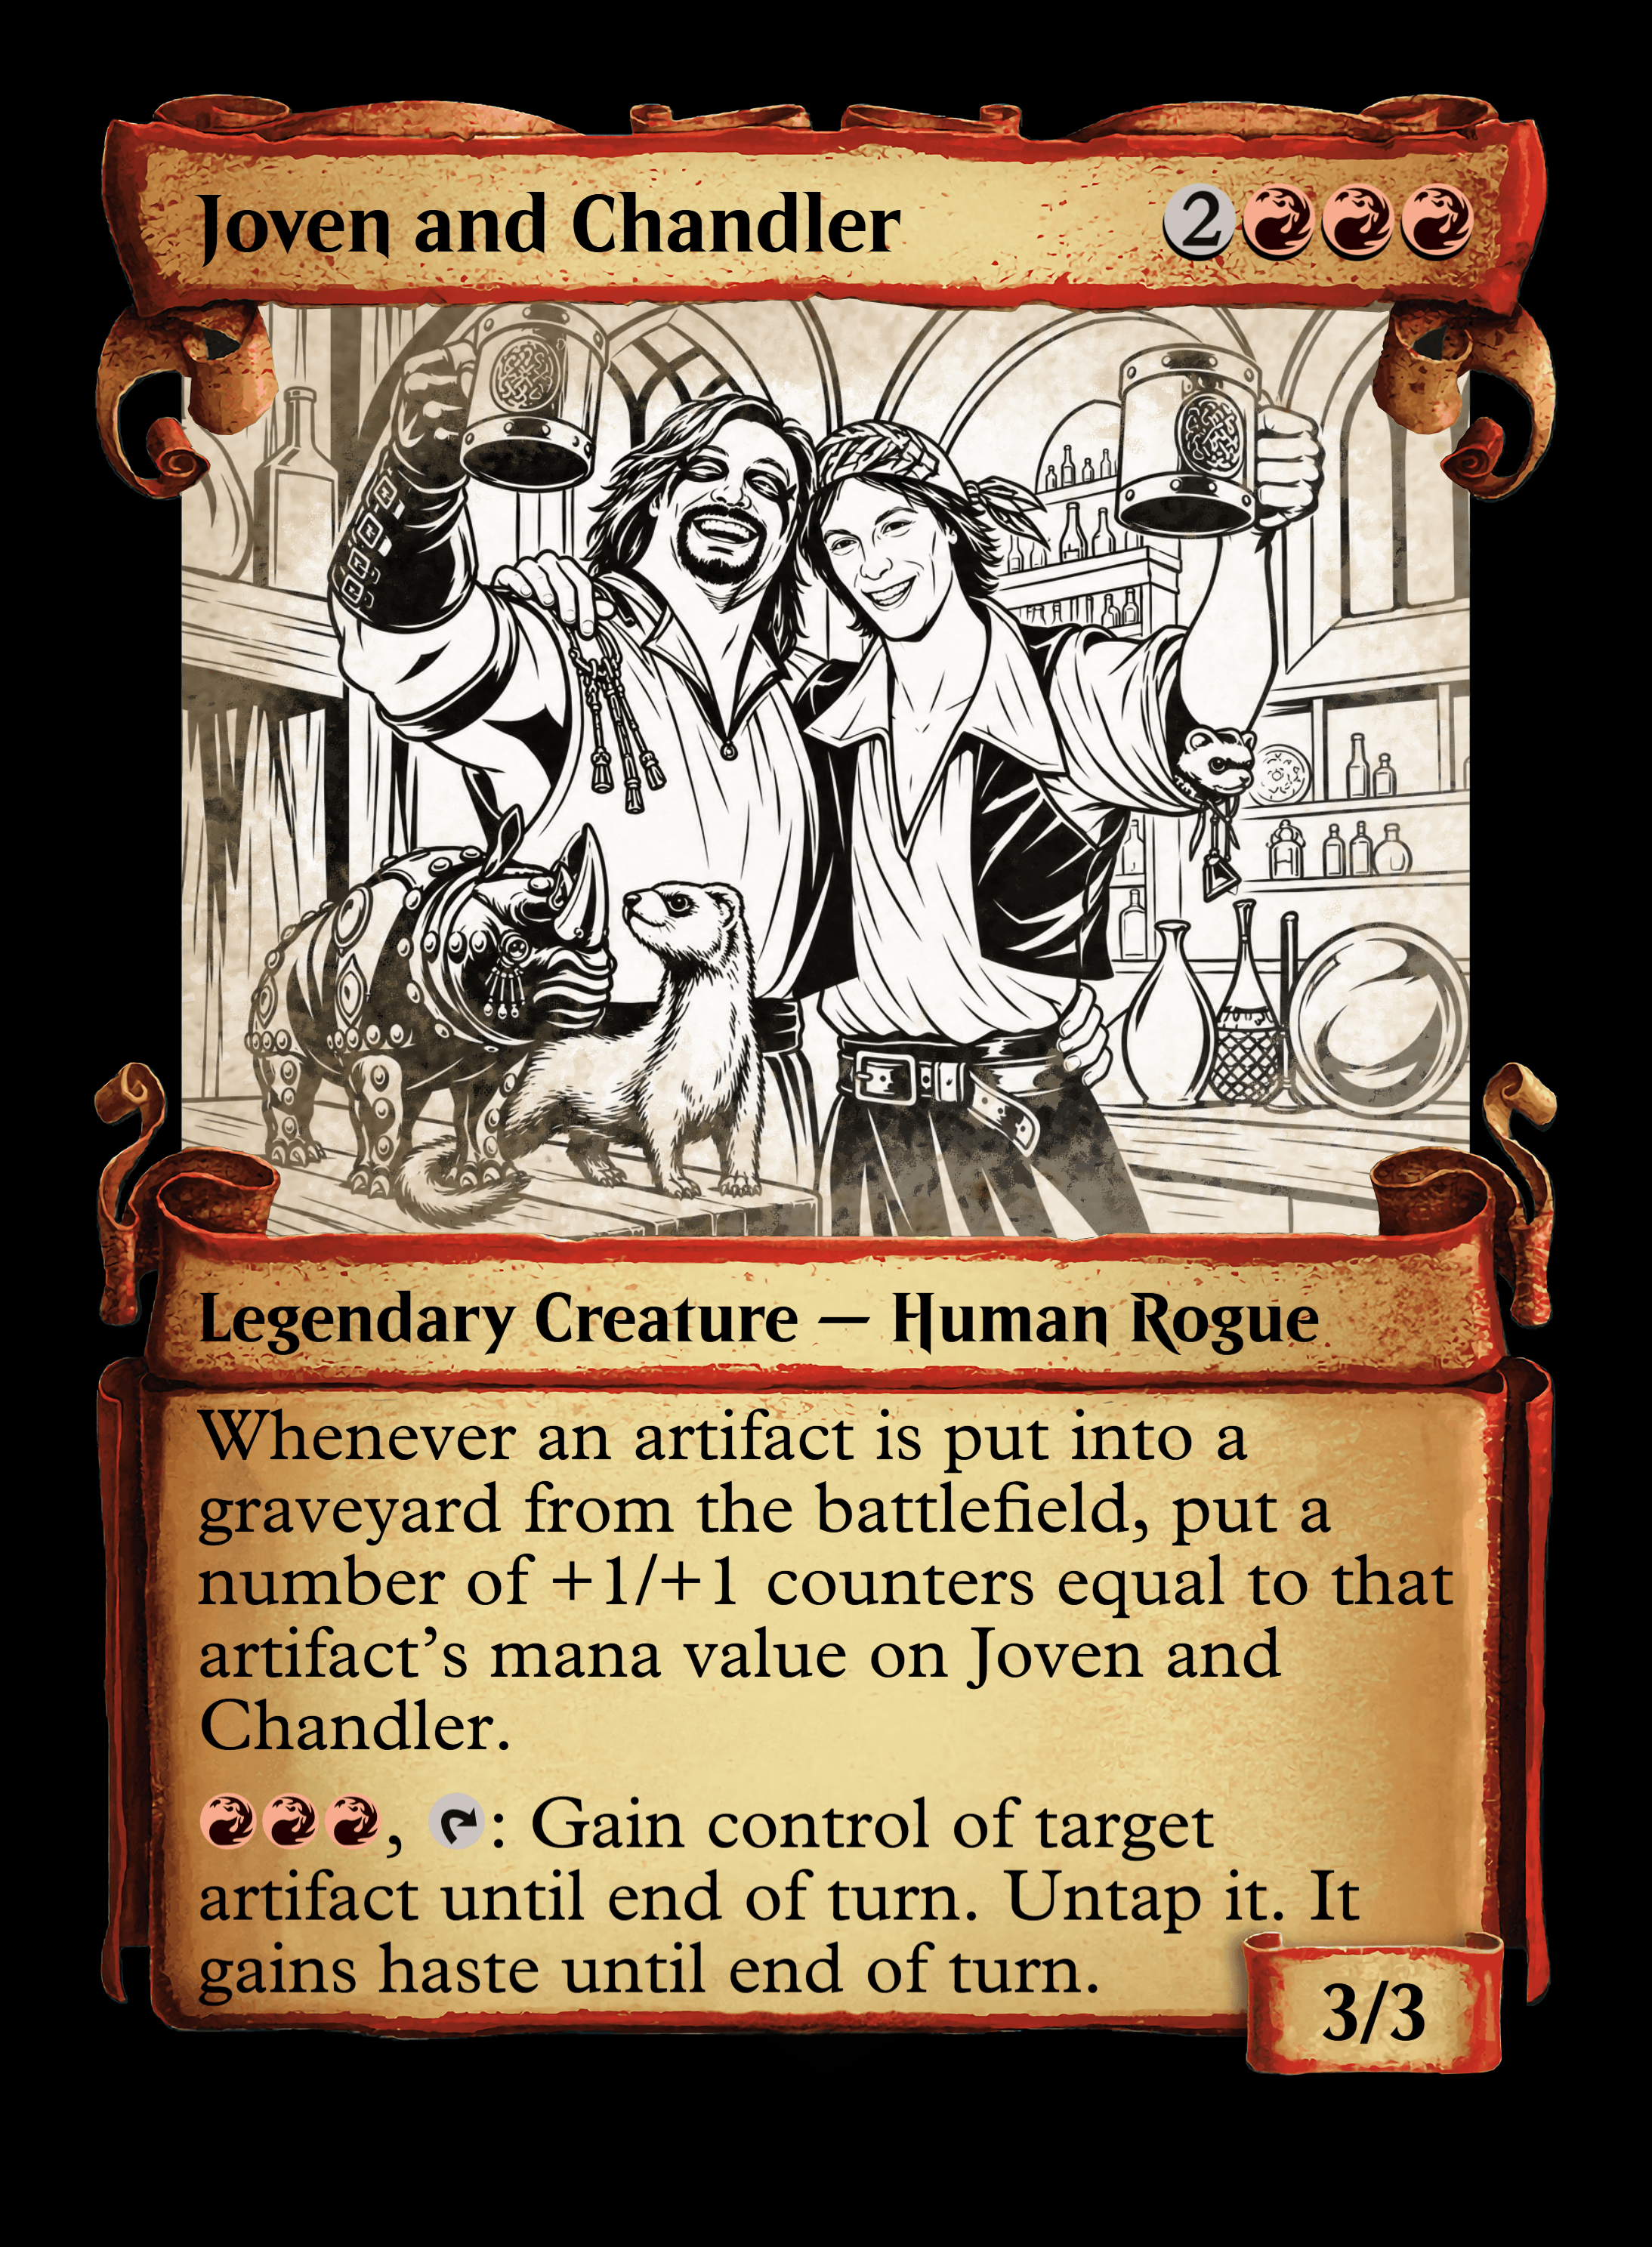 Joven and Chandler 2
Legendary Creature — Human Rogue
Whenever an artifact is put into a
graveyard from the battlefield, put a
number of +1/+1 counters equal to that
artifact’s mana value on Joven and
Chandler.
, : Gain control of target
artifact until end of turn. Untap it. It
gains haste until end of turn.
3/3